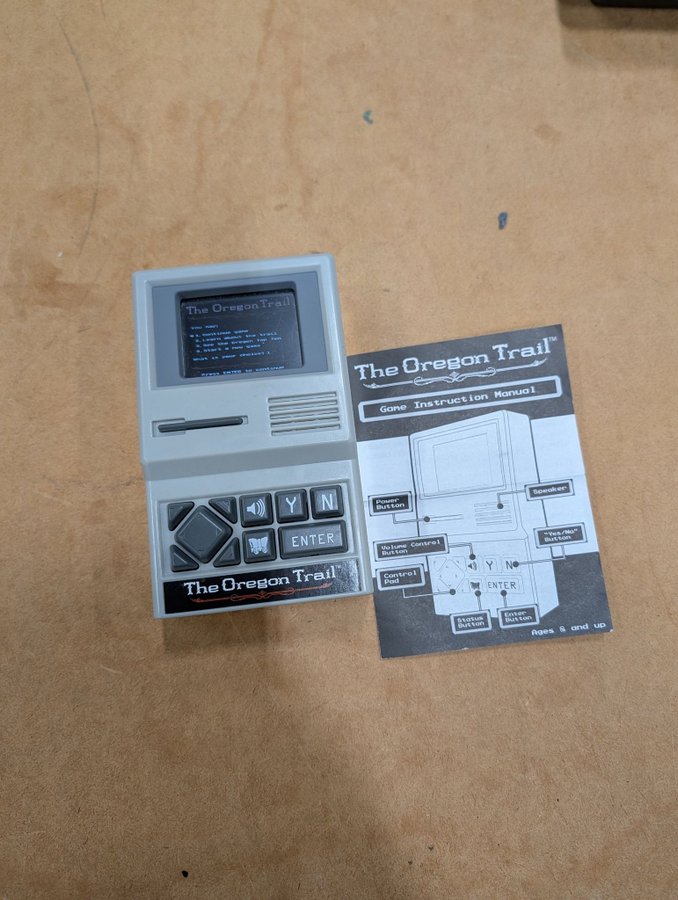 The Oregon Trail
You may:
1. Continue game
2. Learn about the trail
3. See the Oregon Top Ten
4. Start a new game
What is your choice? 1
Press ENTER to continue
Y N
ENTER
The Oregon Trail™
The Oregon Trail™
Game Instruction Manual
Power Button
Speaker
Volume Control Button
"Yes/No" Button
Control Pad
Y N
ENTER
Status Button
Enter Button
Ages 8 and up